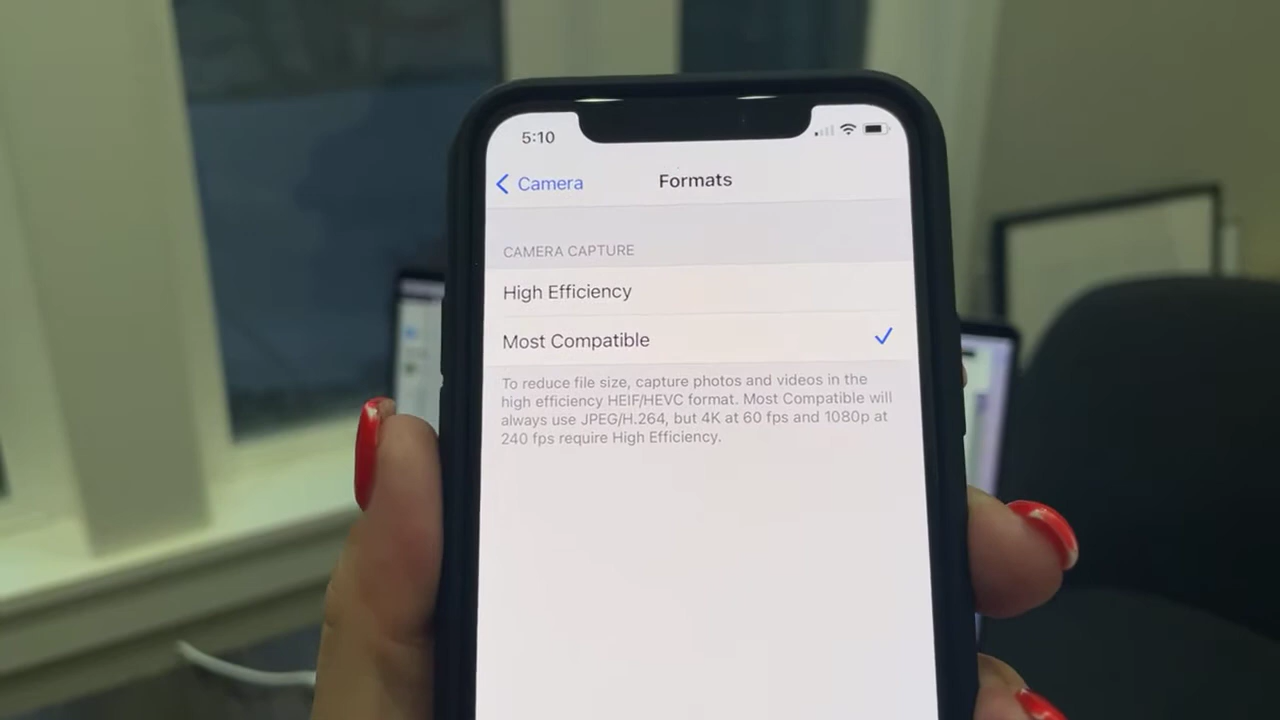 5:10
Camera
Formats
CAMERA CAPTURE
High Efficiency
Most Compatible
To reduce file size, capture photos and videos in the
high efficiency HEIF/HEVC format. Most Compatible will
always use JPEG/H.264, but 4K at 60 fps and 1080p at
240 fps require High Efficiency.